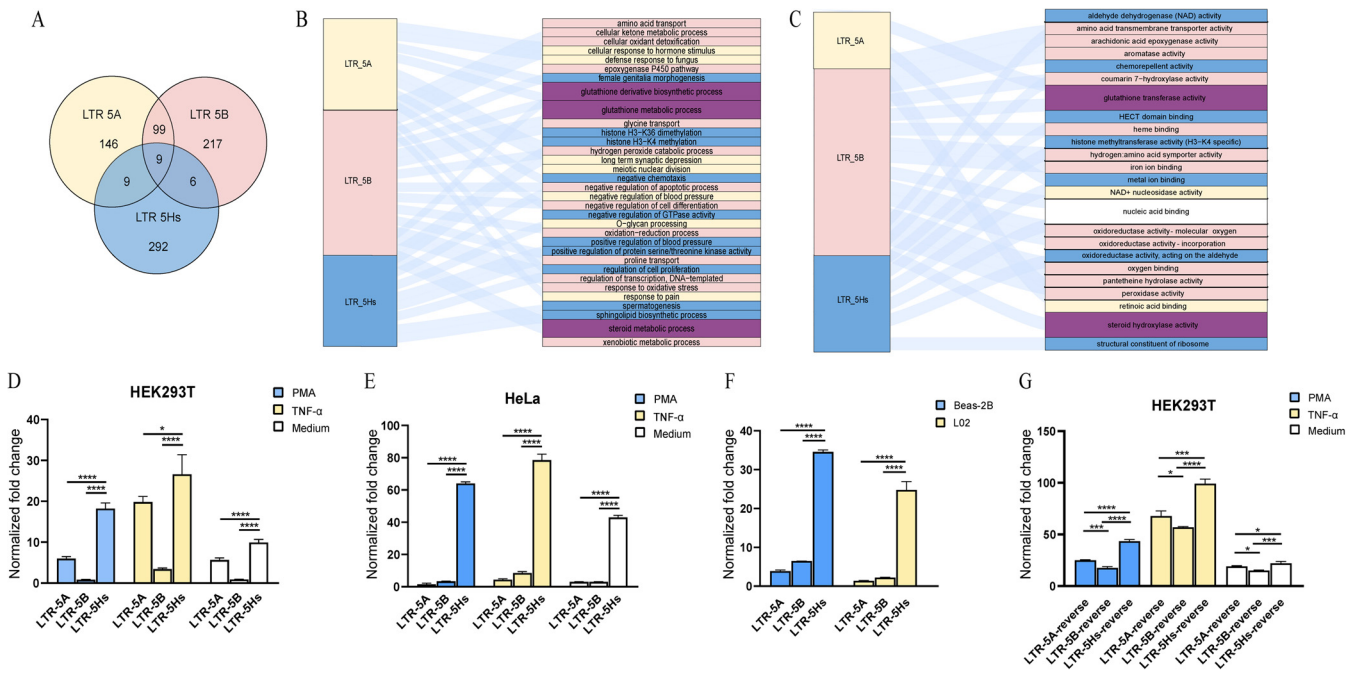 A
LTR 5A
LTR 5B
99
146
217
9
9
6
LTR 5Hs
292
B
LTR_5A
LTR_5B
LTR_5Hs
amino acid transport
cellular ketone metabolic process
cellular oxidant detoxification
cellular response to hormone stimulus
defense response to fungus
epoxygenase P450 pathway
female genitalia morphogenesis
glutathione derivative biosynthetic process
glutathione metabolic process
glycine transport
histone H3−K36 dimethylation
histone H3−K4 methylation
hydrogen peroxide catabolic process
long term synaptic depression
meiotic nuclear division
negative chemotaxis
negative regulation of apoptotic process
negative regulation of blood pressure
negative regulation of cell differentiation
negative regulation of GTPase activity
O−glycan processing
oxidation−reduction process
positive regulation of blood pressure
positive regulation of protein serine/threonine kinase activity
proline transport
regulation of cell proliferation
regulation of transcription, DNA−templated
response to oxidative stress
response to pain
spermatogenesis
sphingolipid biosynthetic process
steroid metabolic process
xenobiotic metabolic process
C
LTR_5A
LTR_5B
LTR_5Hs
aldehyde dehydrogenase (NAD) activity
amino acid transmembrane transporter activity
arachidonic acid epoxygenase activity
aromatase activity
chemorepellent activity
coumarin 7−hydroxylase activity
glutathione transferase activity
HECT domain binding
heme binding
histone methyltransferase activity (H3−K4 specific)
hydrogen:amino acid symporter activity
iron ion binding
metal ion binding
NAD+ nucleosidase activity
nucleic acid binding
oxidoreductase activity- molecular oxygen
oxidoreductase activity - incorporation
oxidoreductase activity, acting on the aldehyde
oxygen binding
pantetheine hydrolase activity
peroxidase activity
retinoic acid binding
steroid hydroxylase activity
structural constituent of ribosome
D
HEK293T
PMA
TNF-α
Medium
Normalized fold change
40
30
20
10
0
****
****
*
****
****
****
LTR-5A
LTR-5B
LTR-5Hs
LTR-5A
LTR-5B
LTR-5Hs
LTR-5A
LTR-5B
LTR-5Hs
E
HeLa
PMA
TNF-α
Medium
Normalized fold change
100
80
60
40
20
0
****
****
****
****
****
****
LTR-5A
LTR-5B
LTR-5Hs
LTR-5A
LTR-5B
LTR-5Hs
LTR-5A
LTR-5B
LTR-5Hs
F
Beas-2B
L02
Normalized fold change
40
30
20
10
0
****
****
****
****
LTR-5A
LTR-5B
LTR-5Hs
LTR-5A
LTR-5B
LTR-5Hs
G
HEK293T
PMA
TNF-α
Medium
Normalized fold change
150
100
50
0
****
****
***
***
****
*
*
***
*
LTR-5A-reverse
LTR-5B-reverse
LTR-5Hs-reverse
LTR-5A-reverse
LTR-5B-reverse
LTR-5Hs-reverse
LTR-5A-reverse
LTR-5B-reverse
LTR-5Hs-reverse